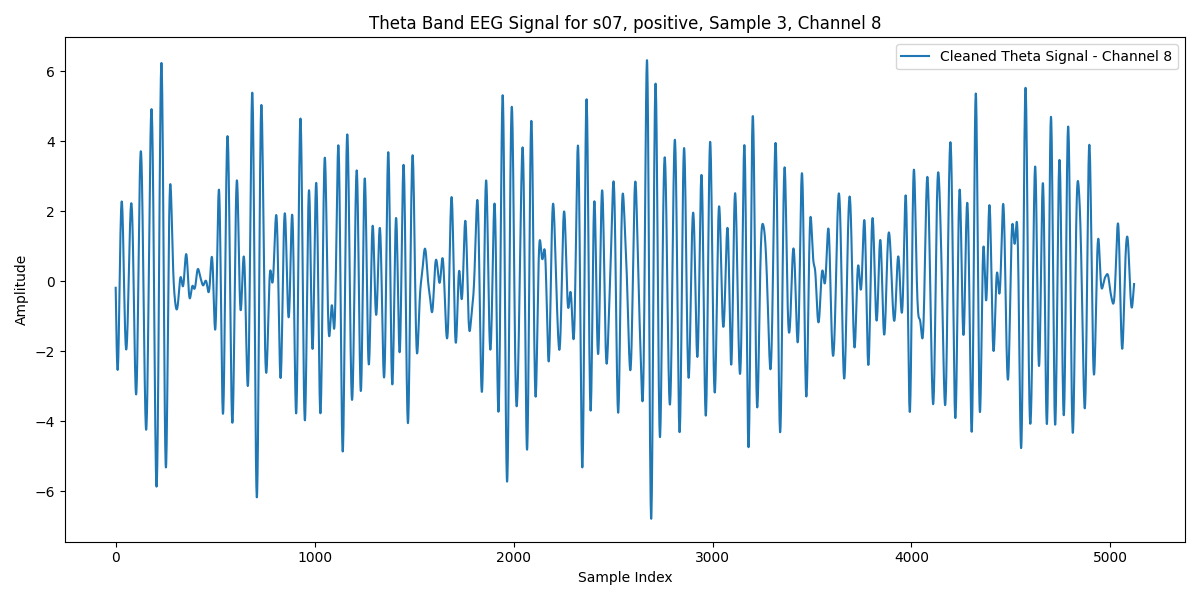 Theta Band EEG Signal for s07, positive, Sample 3, Channel 8
Cleaned Theta Signal - Channel 8
6
4
2
0
−2
−4
−6
Amplitude
0 1000 2000 3000 4000 5000
Sample Index